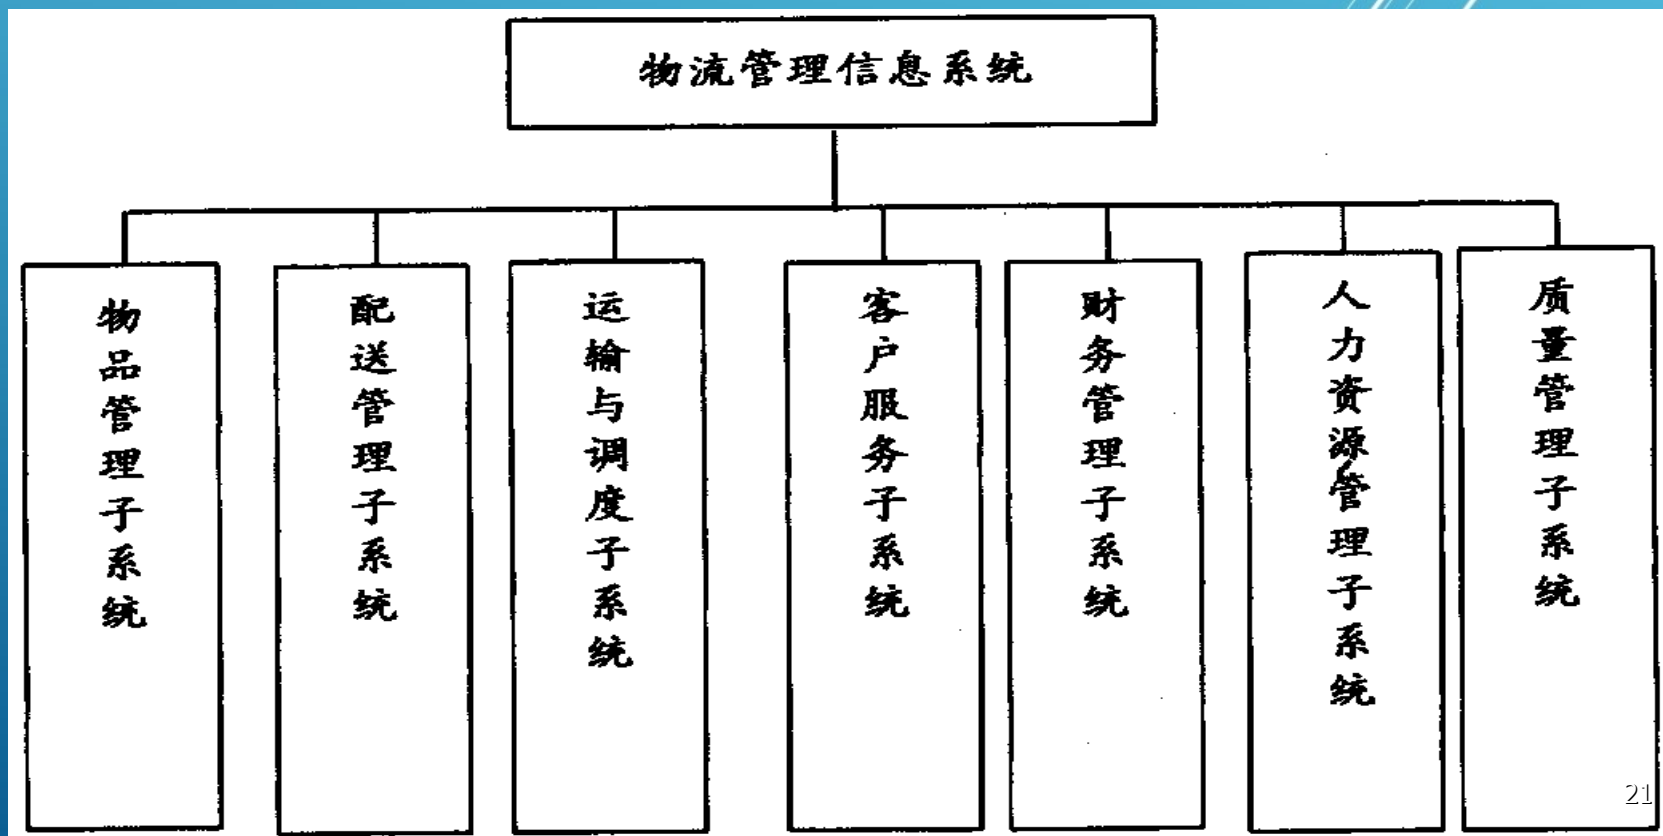 物流管理信息系统
物品管理子系统
配送管理子系统
运输与调度子系统
客户服务子系统
财务管理子系统
人力资源管理子系统
质量管理子系统
21